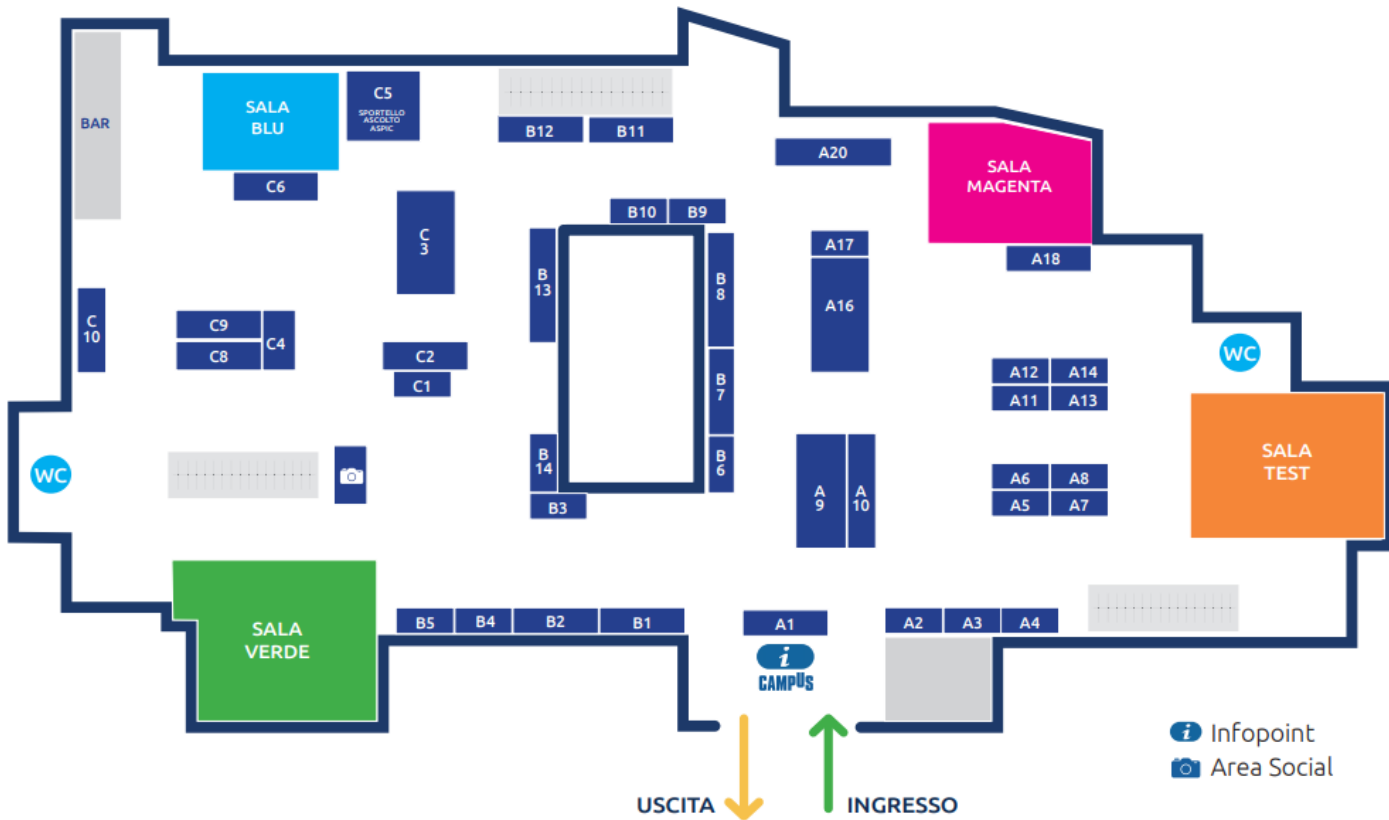 BAR
SALA
BLU
C5
SPORTELLO
ASCOLTO
ASPIC
B12
B11
A20
SALA
MAGENTA
C6
C
3
B10
B9
A17
A18
B
13
B
8
A16
C
10
C9
C8
C4
C2
C1
B
7
A12
A14
A11
A13
WC
WC
B
14
B
6
B3
A
9
A
10
A6
A8
A5
A7
SALA
TEST
SALA
VERDE
B5
B4
B2
B1
A1
A2
A3
A4
i
CAMPUS
USCITA
INGRESSO
i Infopoint
Area Social